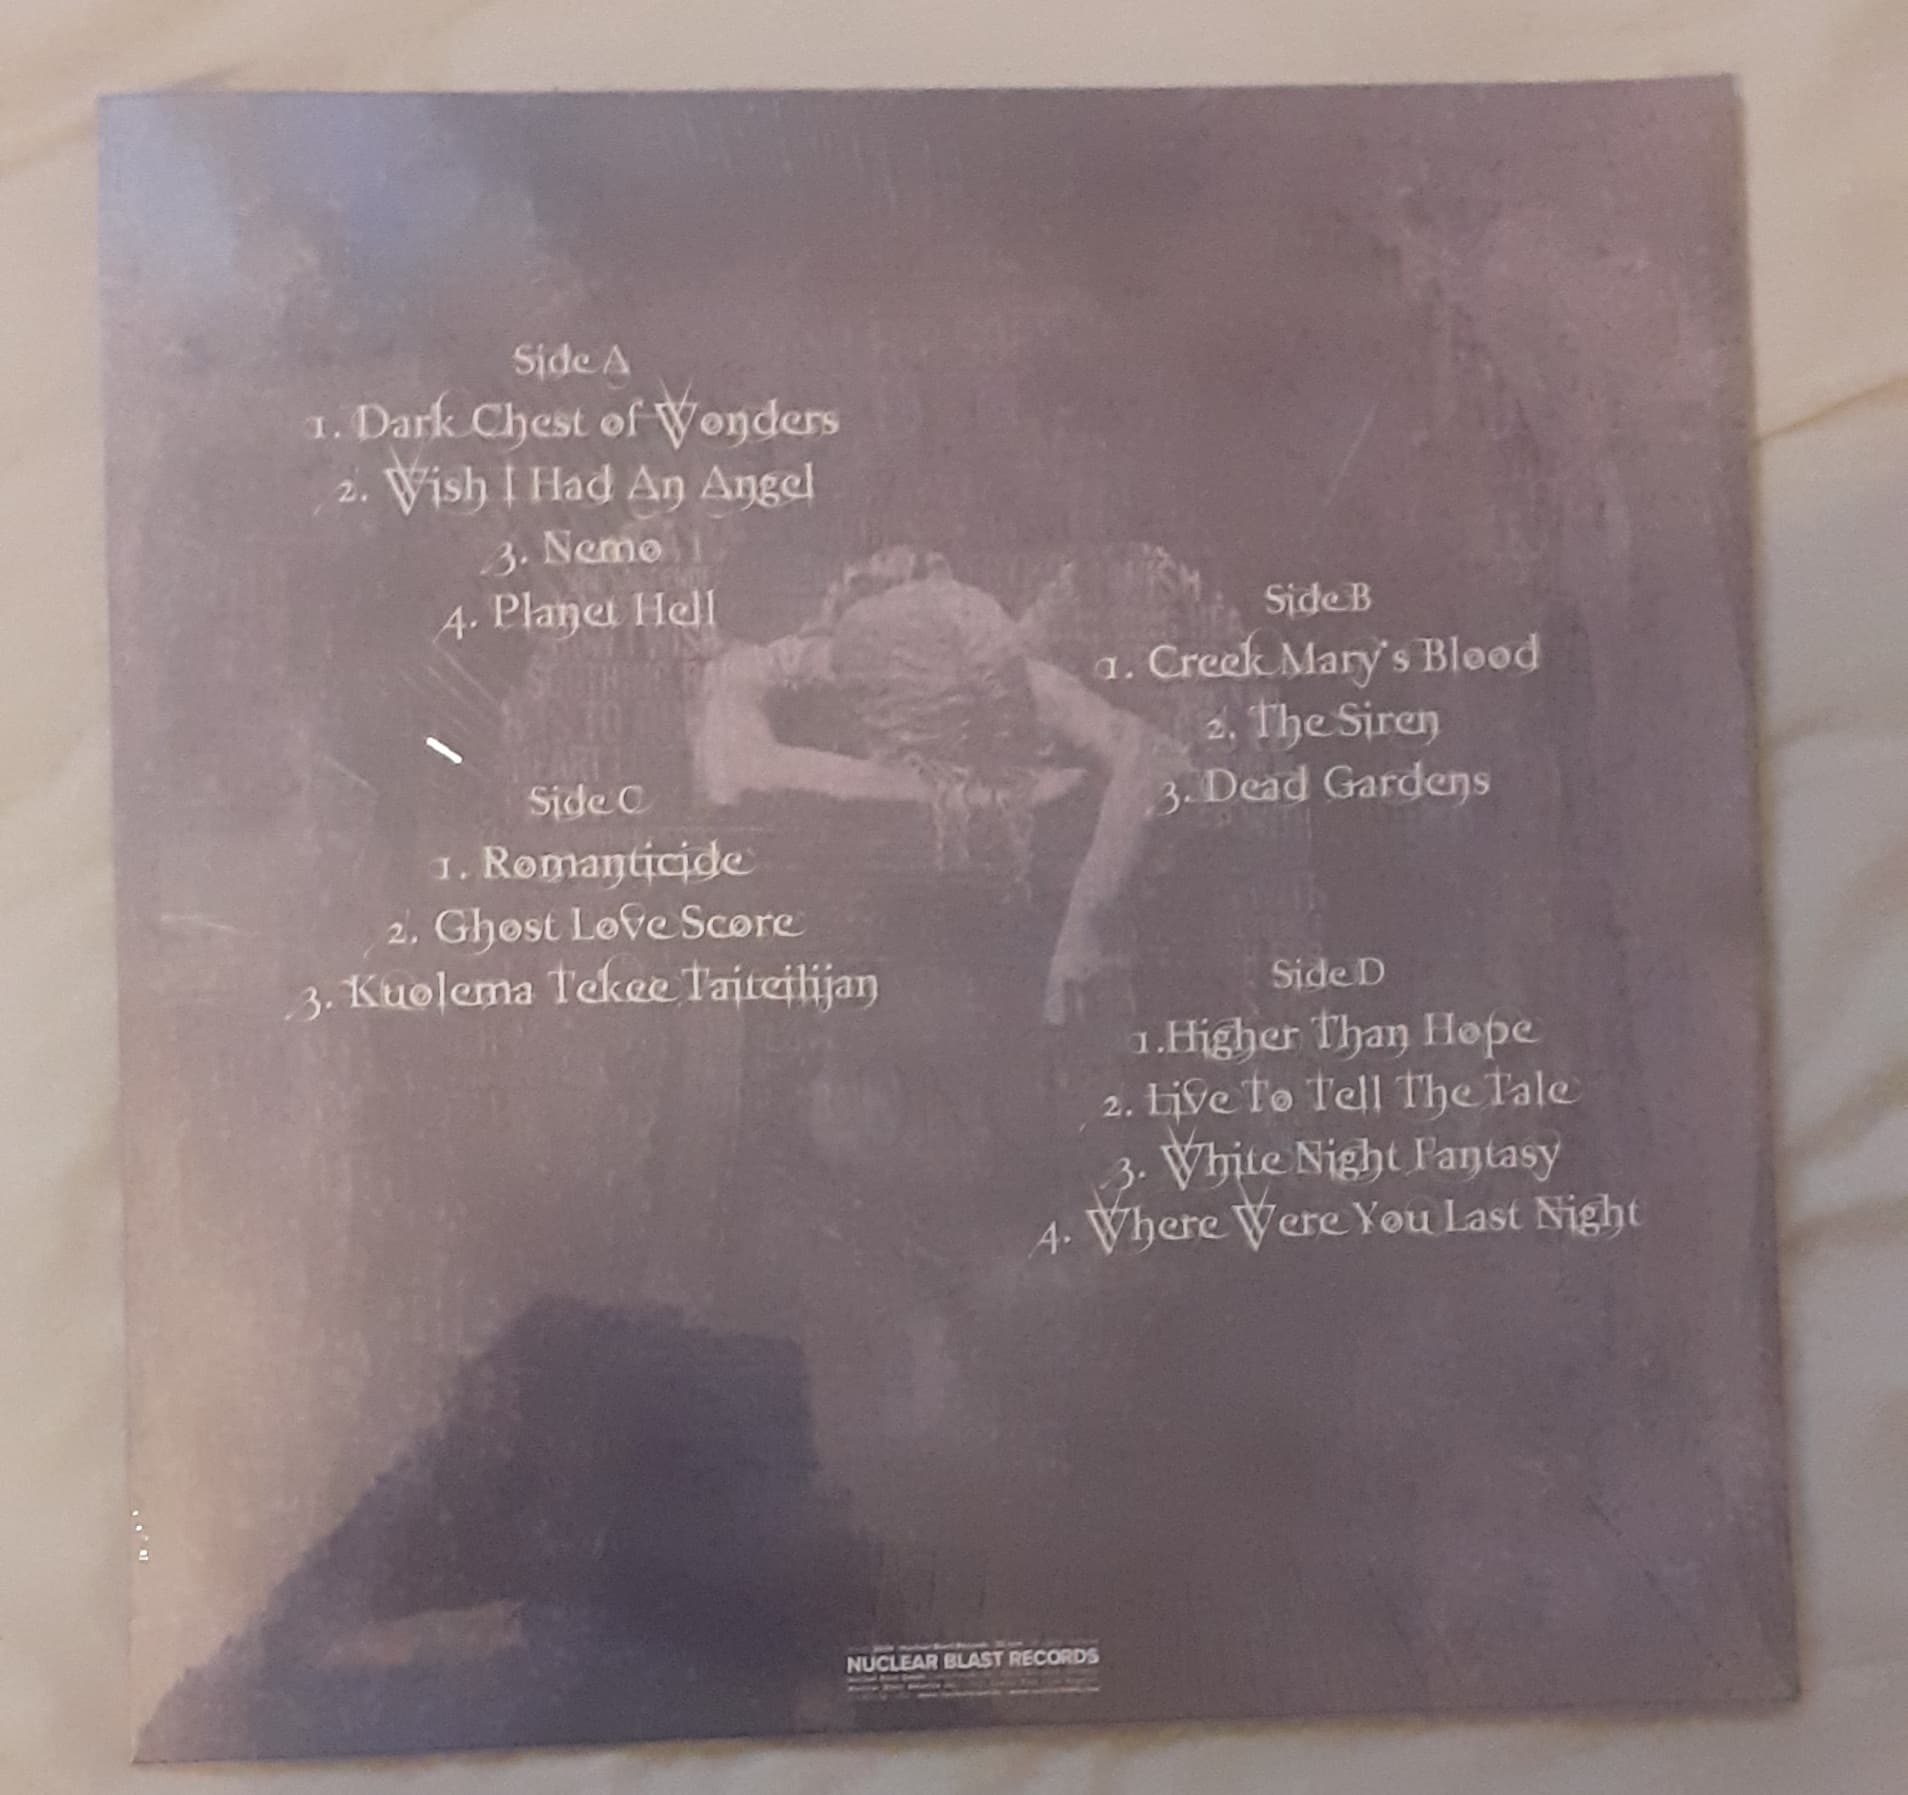 Side A
1. Dark Chest of Wonders
2. Wish I Had An Angel
3. Nemo
4. Planet Hell
Side B
1. Creek Mary's Blood
2. The Siren
3. Dead Gardens
Side C
1. Romanticide
2. Ghost Love Score
3. Kuolema Tekee Taiteilijan
Side D
1.Higher Than Hope
2. Live To Tell The Tale
3. White Night Fantasy
4. Where Were You Last Night
NUCLEAR BLAST RECORDS